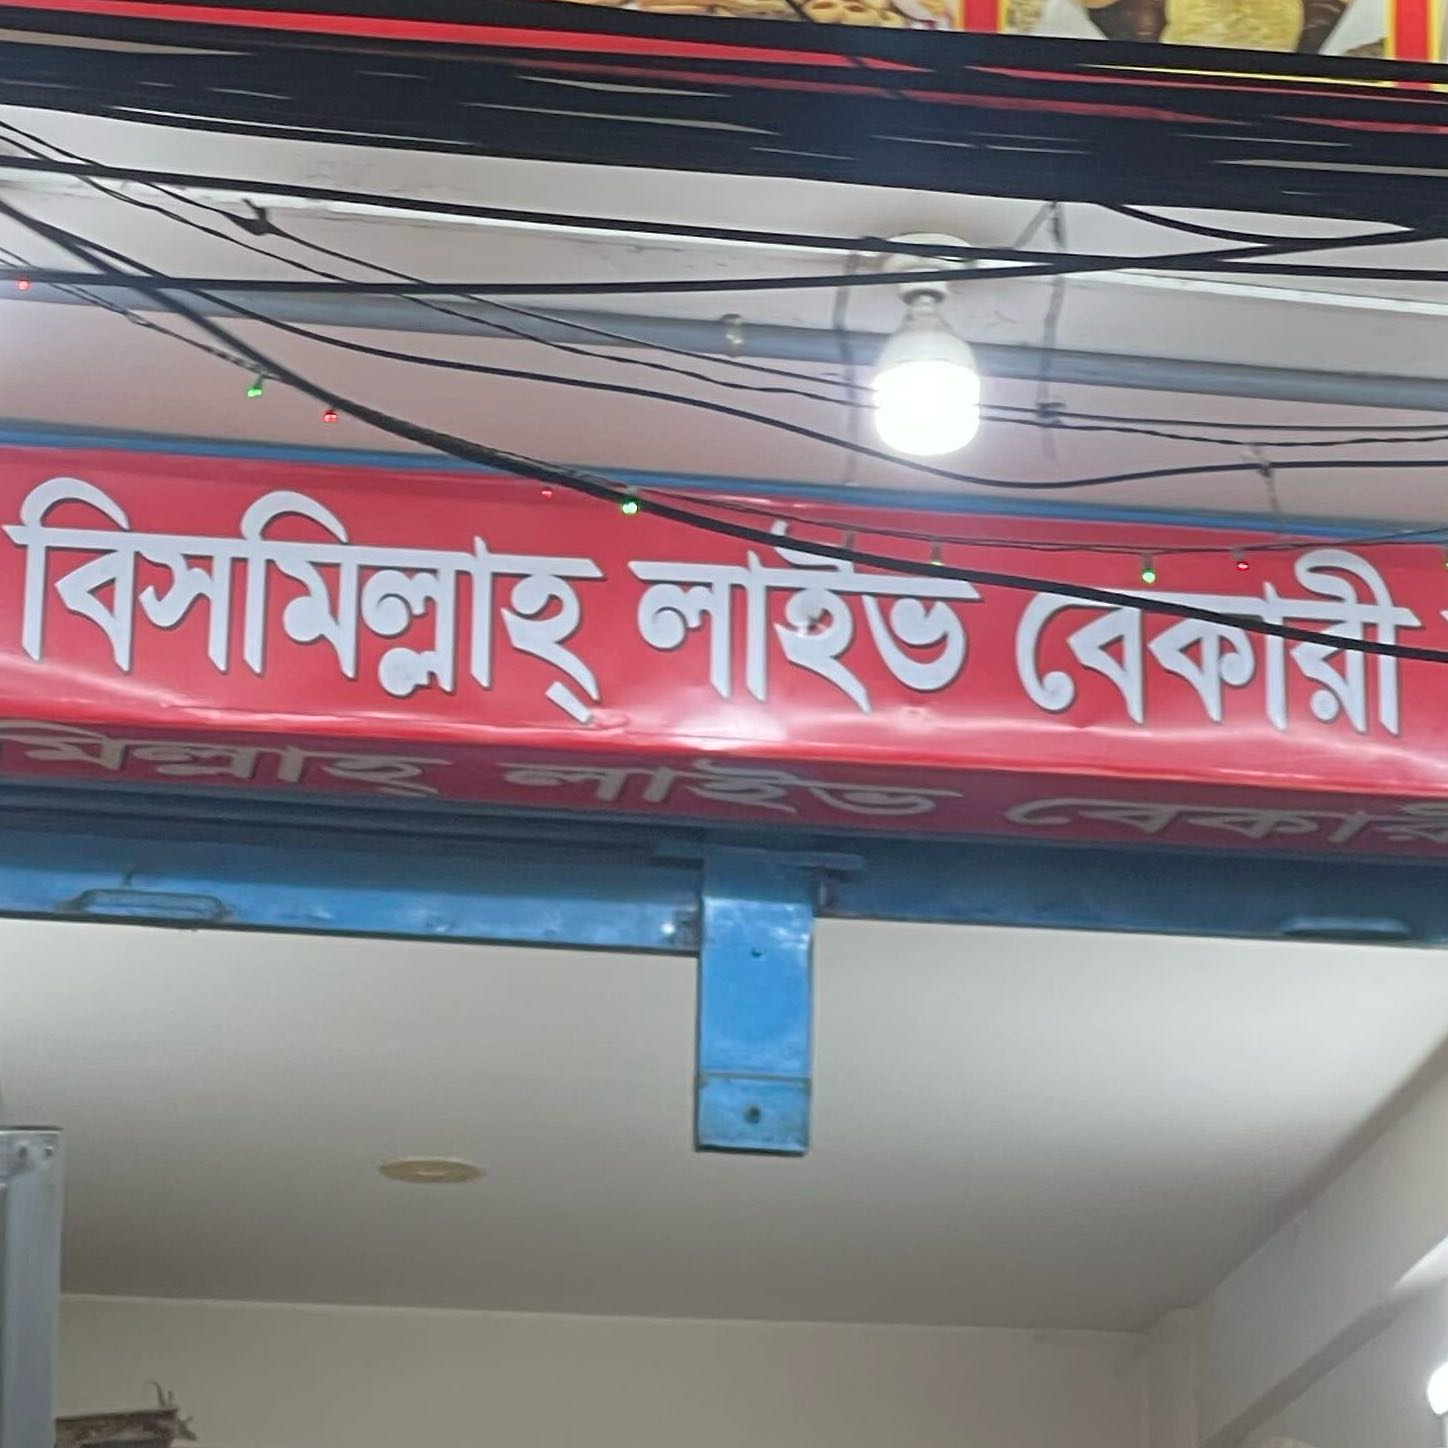 বিসমিল্লাহ্ লাইভ বেকারী
মিল্লাহ্ লাইভ বেকারী